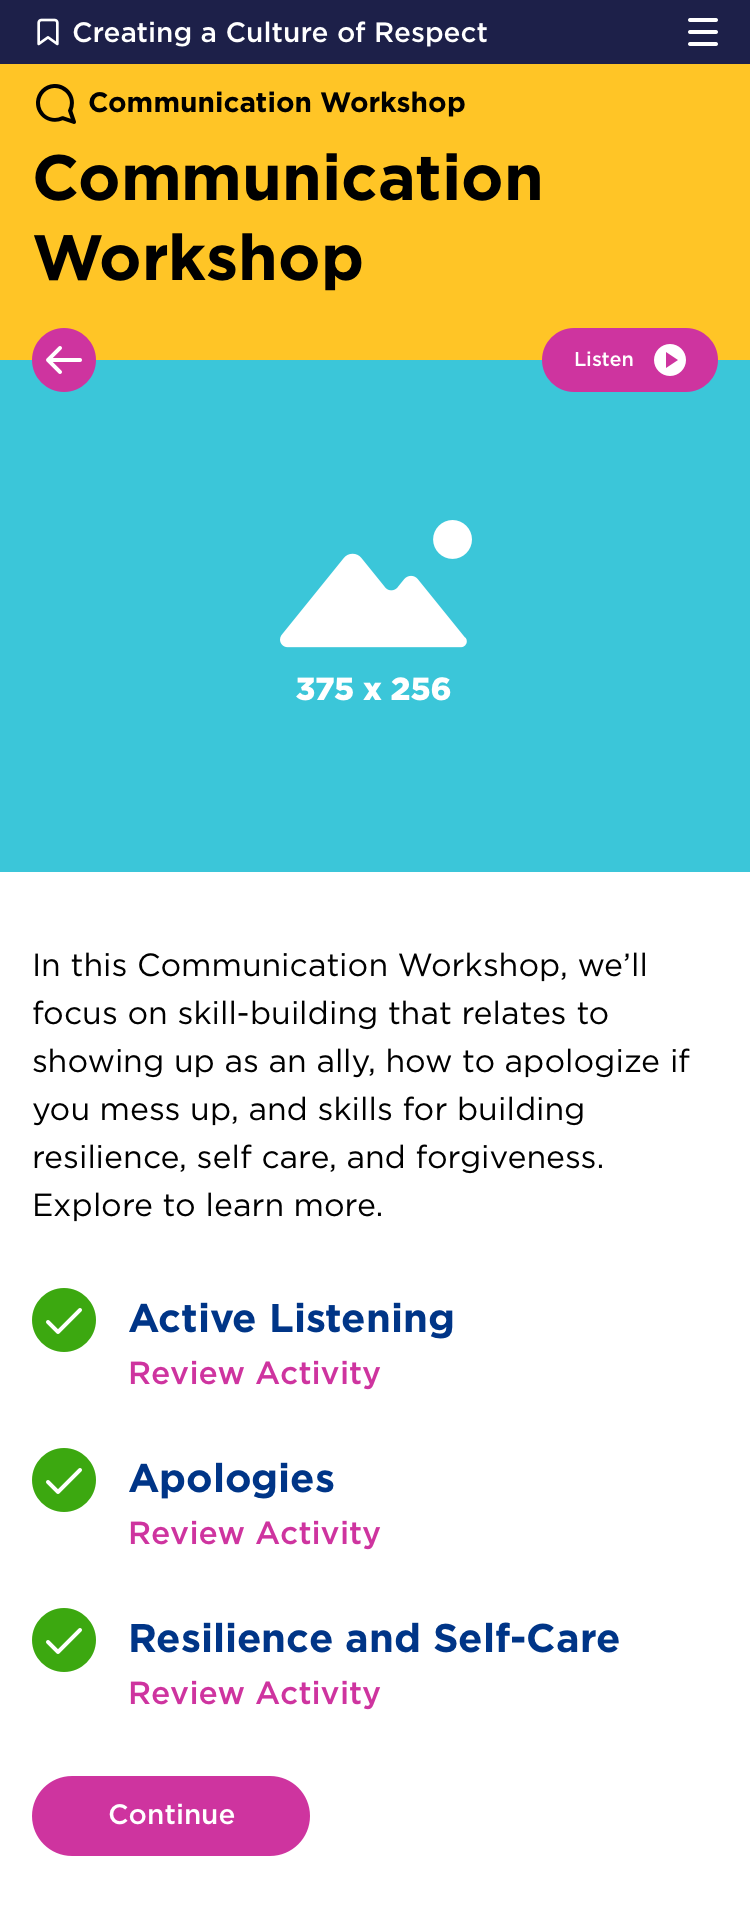 Creating a Culture of Respect
Communication Workshop
Communication
Workshop
Listen
375 x 256
In this Communication Workshop, we’ll
focus on skill-building that relates to
showing up as an ally, how to apologize if
you mess up, and skills for building
resilience, self care, and forgiveness.
Explore to learn more.
Active Listening
Review Activity
Apologies
Review Activity
Resilience and Self-Care
Review Activity
Continue